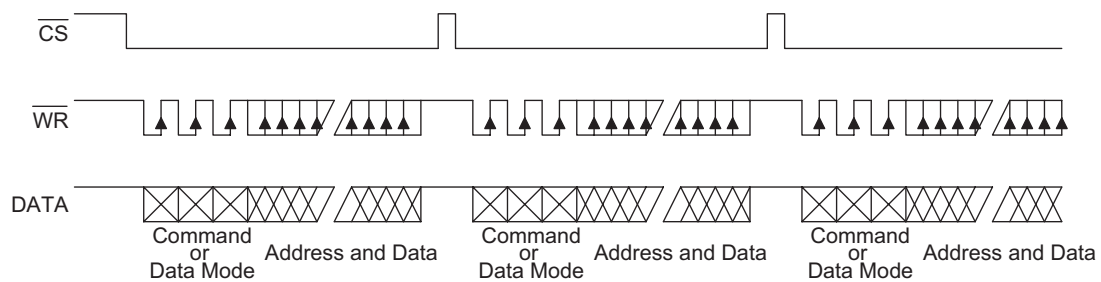 CS
WR
DATA
Command
or
Data Mode
Address and Data
Command
or
Data Mode
Address and Data
Command
or
Data Mode
Address and Data